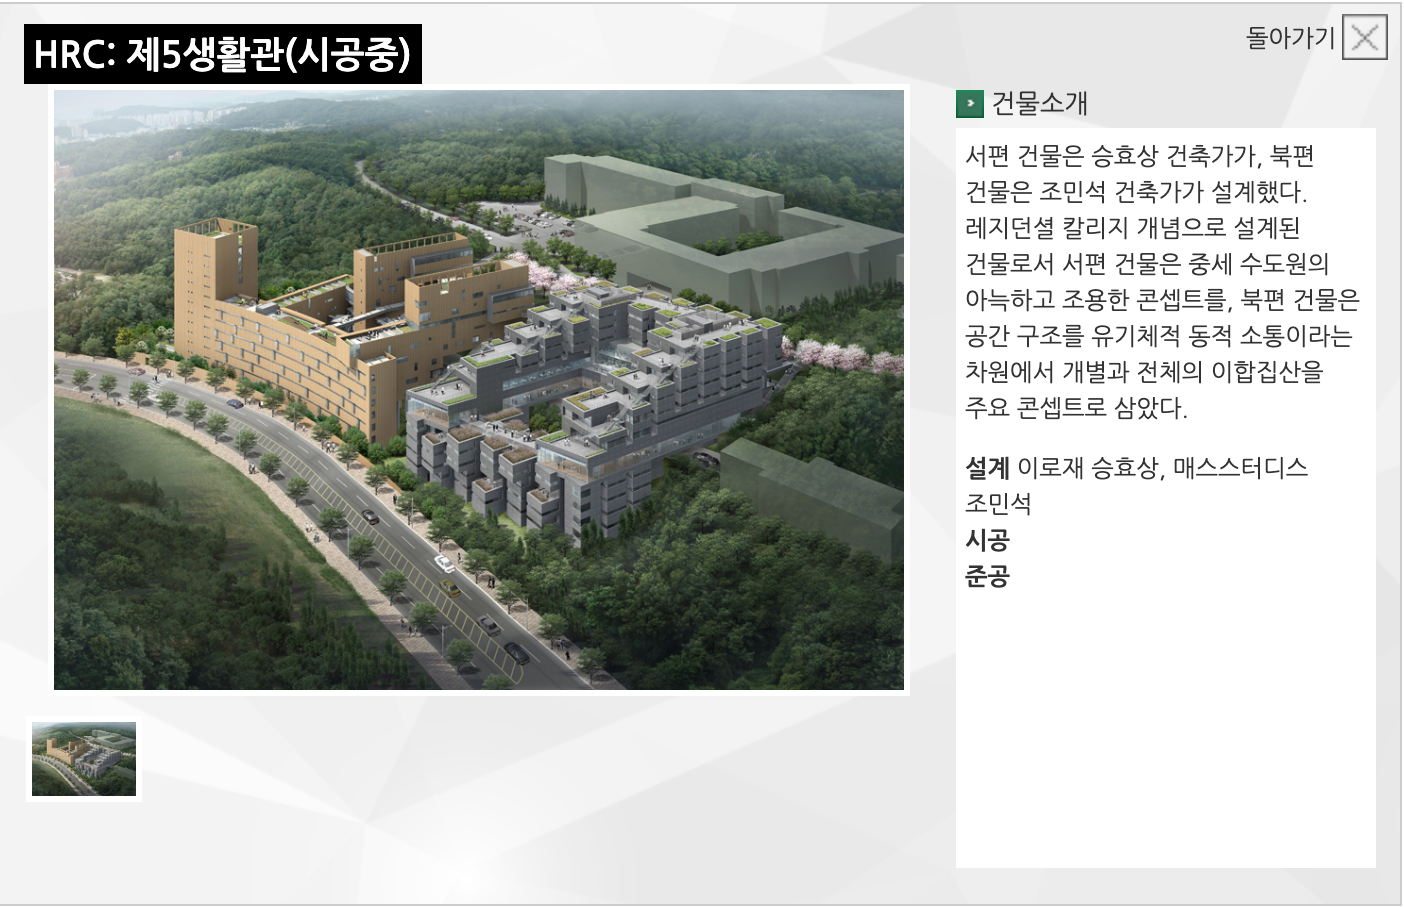 HRC: 제5생활관(시공중)
돌아가기
건물소개
서편 건물은 승효상 건축가가, 북편
건물은 조민석 건축가가 설계했다.
레지던셜 칼리지 개념으로 설계된
건물로서 서편 건물은 중세 수도원의
아늑하고 조용한 콘셉트를, 북편 건물은
공간 구조를 유기체적 동적 소통이라는
차원에서 개별과 전체의 이합집산을
주요 콘셉트로 삼았다.
설계 이로재 승효상, 매스스터디스
조민석
시공
준공